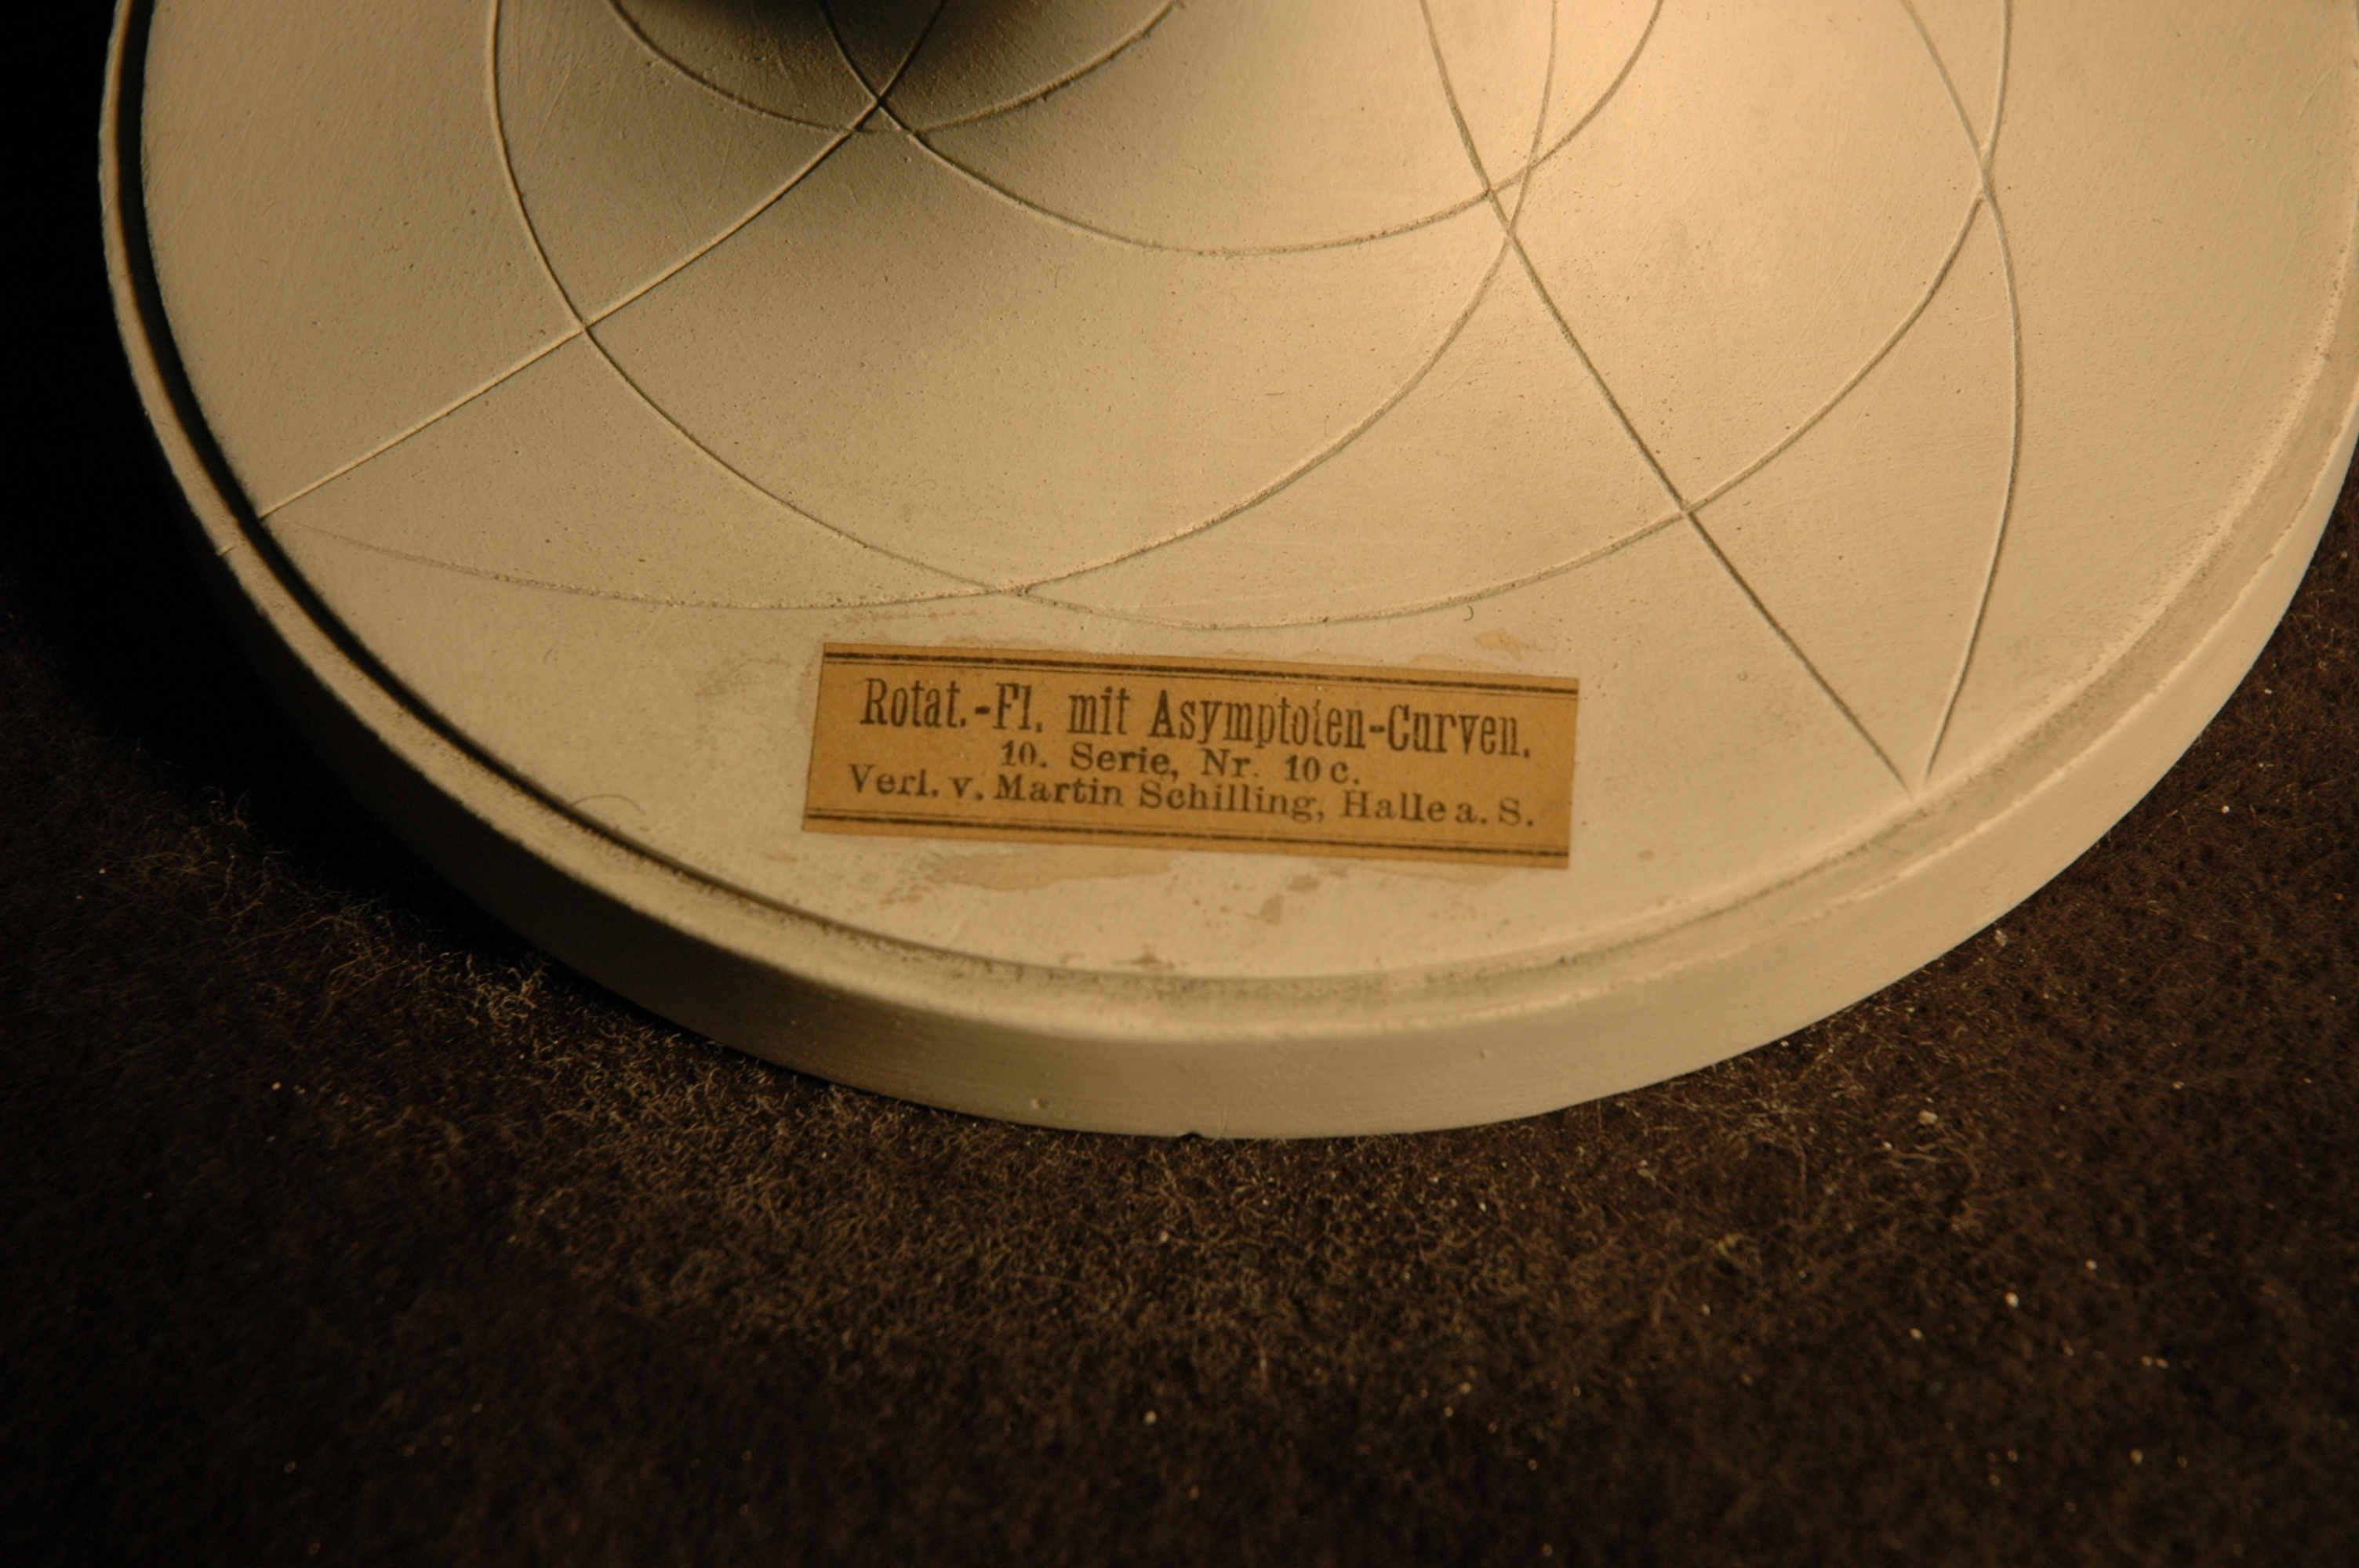 Rotat.-Fl. mit Asymptoten-Curven.
10. Serie, Nr. 10 c.
Verl. v. Martin Schilling, Halle a. S.